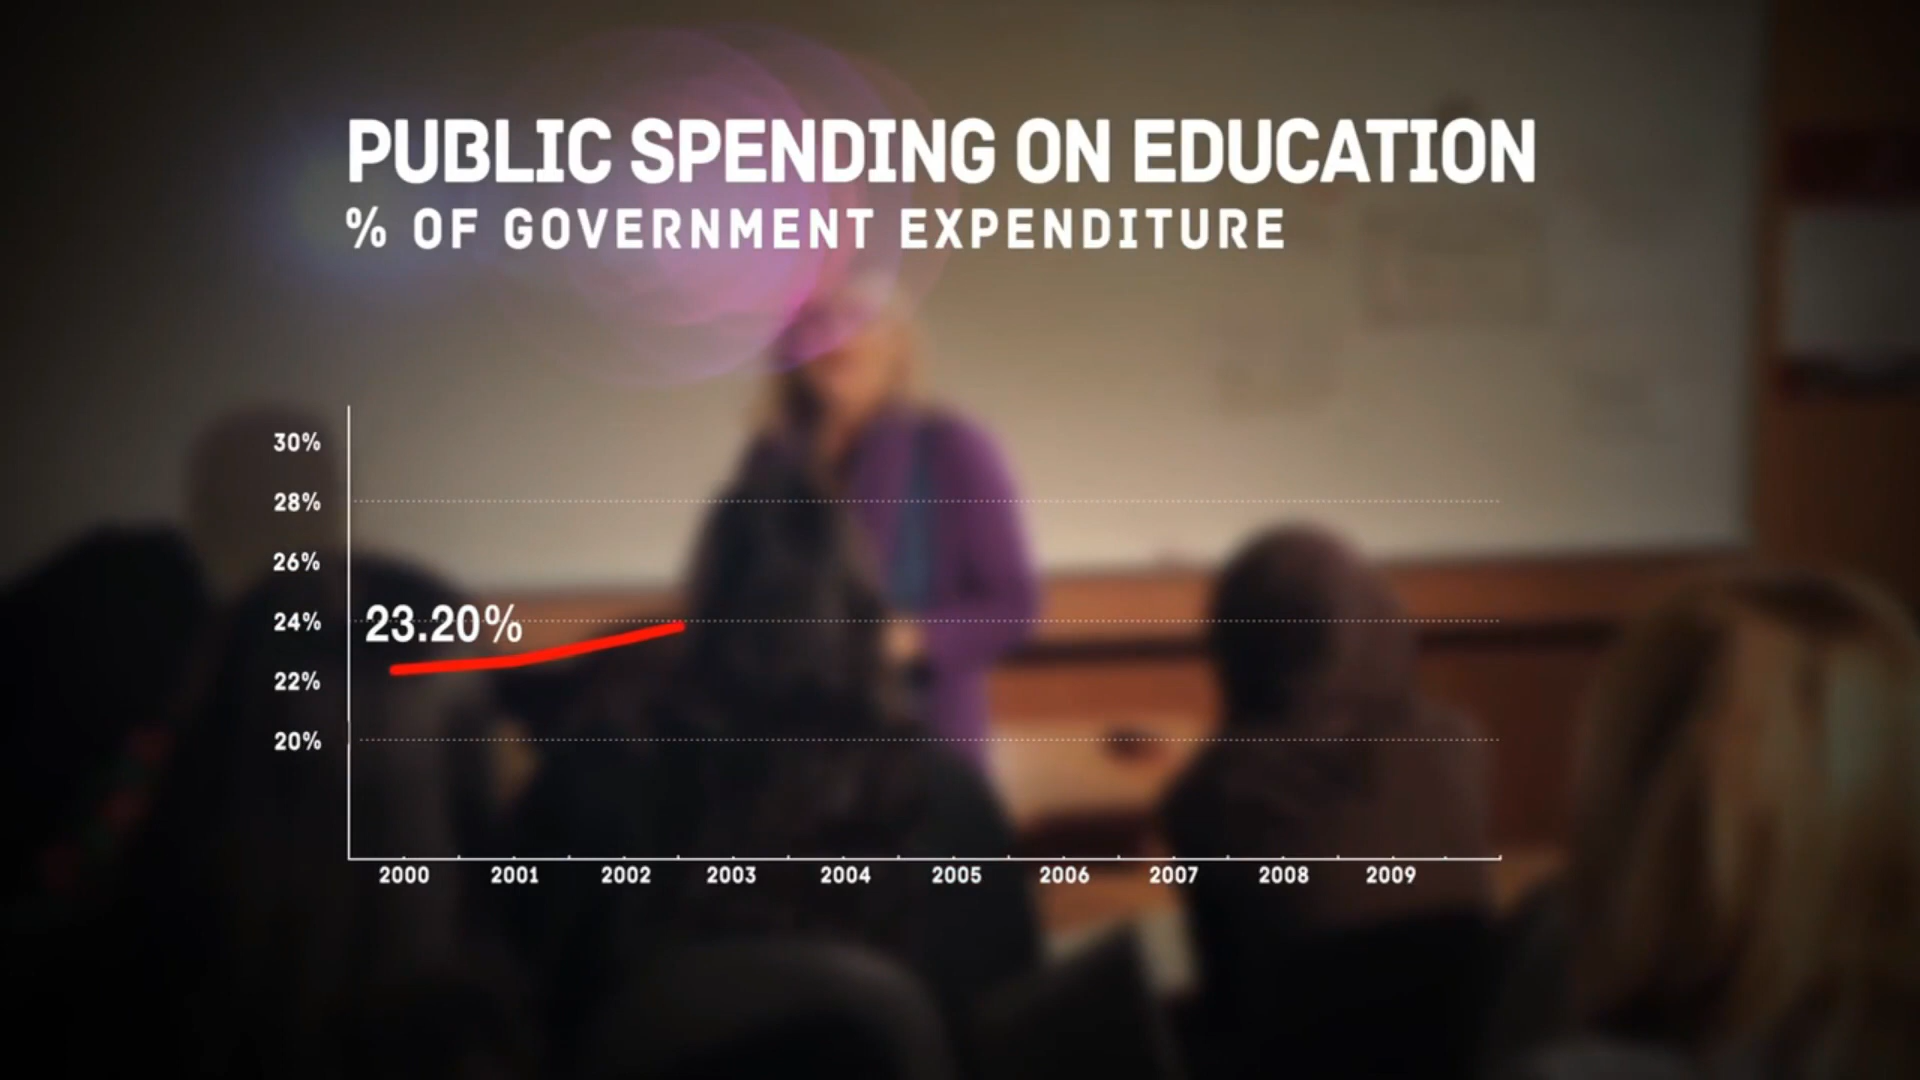 PUBLIC SPENDING ON EDUCATION
% OF GOVERNMENT EXPENDITURE
30%
28%
26%
24%
23.20%
22%
20%
2000 2001 2002 2003 2004 2005 2006 2007 2008 2009